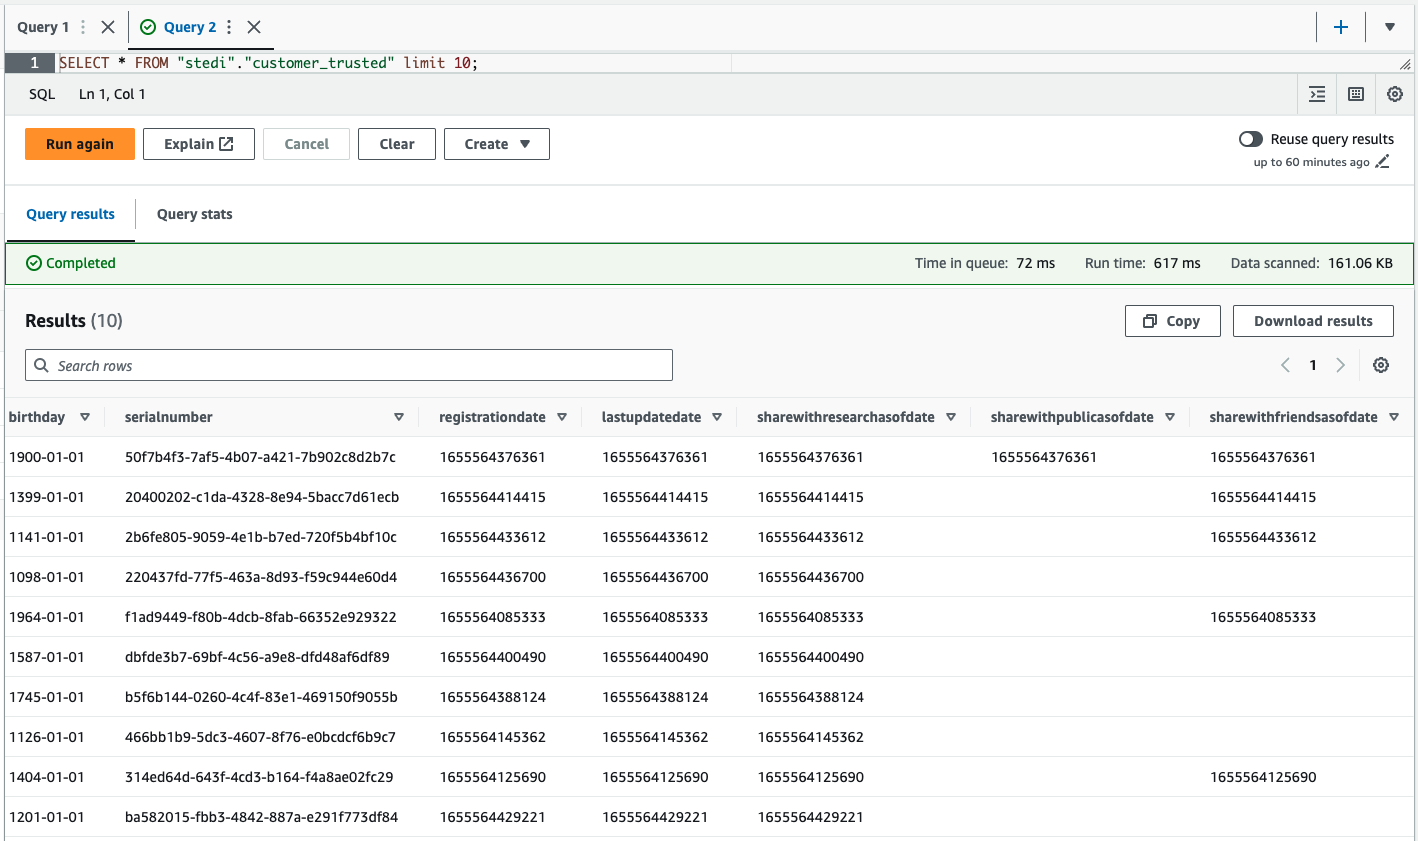 Query 1 Query 2
1 SELECT * FROM "stedi"."customer_trusted" limit 10;
SQL Ln 1, Col 1
Run again Explain Cancel Clear Create Reuse query results
up to 60 minutes ago
Query results Query stats
Completed Time in queue: 72 ms Run time: 617 ms Data scanned: 161.06 KB
Results (10) Copy Download results
Search rows 1
birthday serialnumber registrationdate lastupdatedate sharewithresearchasofdate sharewithpublicasofdate sharewithfriendsasofdate
1900-01-01 50f7b4f3-7af5-4b07-a421-7b902c8d2b7c 1655564376361 1655564376361 1655564376361 1655564376361 1655564376361
1399-01-01 20400202-c1da-4328-8e94-5bacc7d61ecb 1655564414415 1655564414415 1655564414415 1655564414415
1141-01-01 2b6fe805-9059-4e1b-b7ed-720f5b4bf10c 1655564433612 1655564433612 1655564433612 1655564433612
1098-01-01 220437fd-77f5-463a-8d93-f59c944e60d4 1655564436700 1655564436700 1655564436700
1964-01-01 f1ad9449-f80b-4dcb-8fab-66352e929322 1655564085333 1655564085333 1655564085333 1655564085333
1587-01-01 dbfde3b7-69bf-4c56-a9e8-dfd48af6df89 1655564400490 1655564400490 1655564400490
1745-01-01 b5f6b144-0260-4c4f-83e1-469150f9055b 1655564388124 1655564388124 1655564388124
1126-01-01 466bb1b9-5dc3-4607-8f76-e0bcdcf6b9c7 1655564145362 1655564145362 1655564145362
1404-01-01 314ed64d-643f-4cd3-b164-f4a8ae02fc29 1655564125690 1655564125690 1655564125690 1655564125690
1201-01-01 ba582015-fbb3-4842-887a-e291f773df84 1655564429221 1655564429221 1655564429221